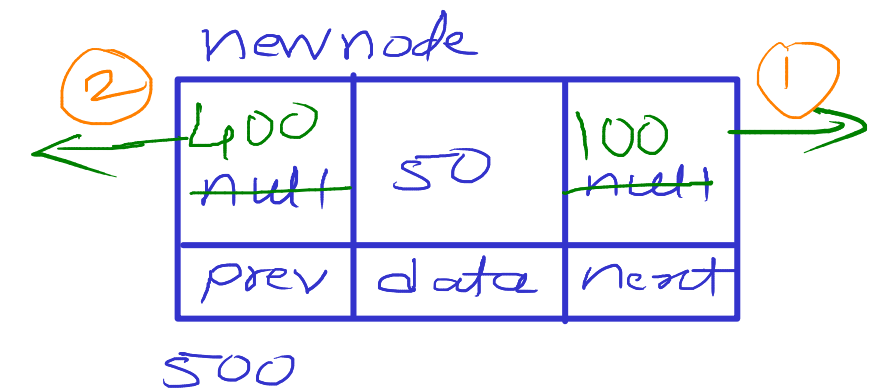 newnode
2 1
400 100
null 50 null
prev data next
500